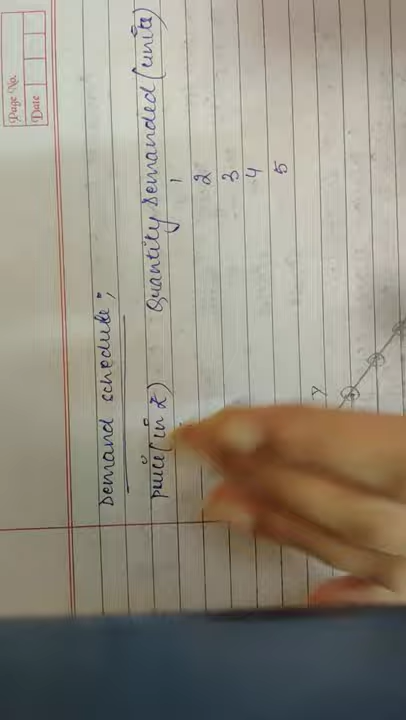 Page No.
Date
Demand schedule:
price (in ₹) Quantity Demanded (units)
1
2
3
4
5
Y